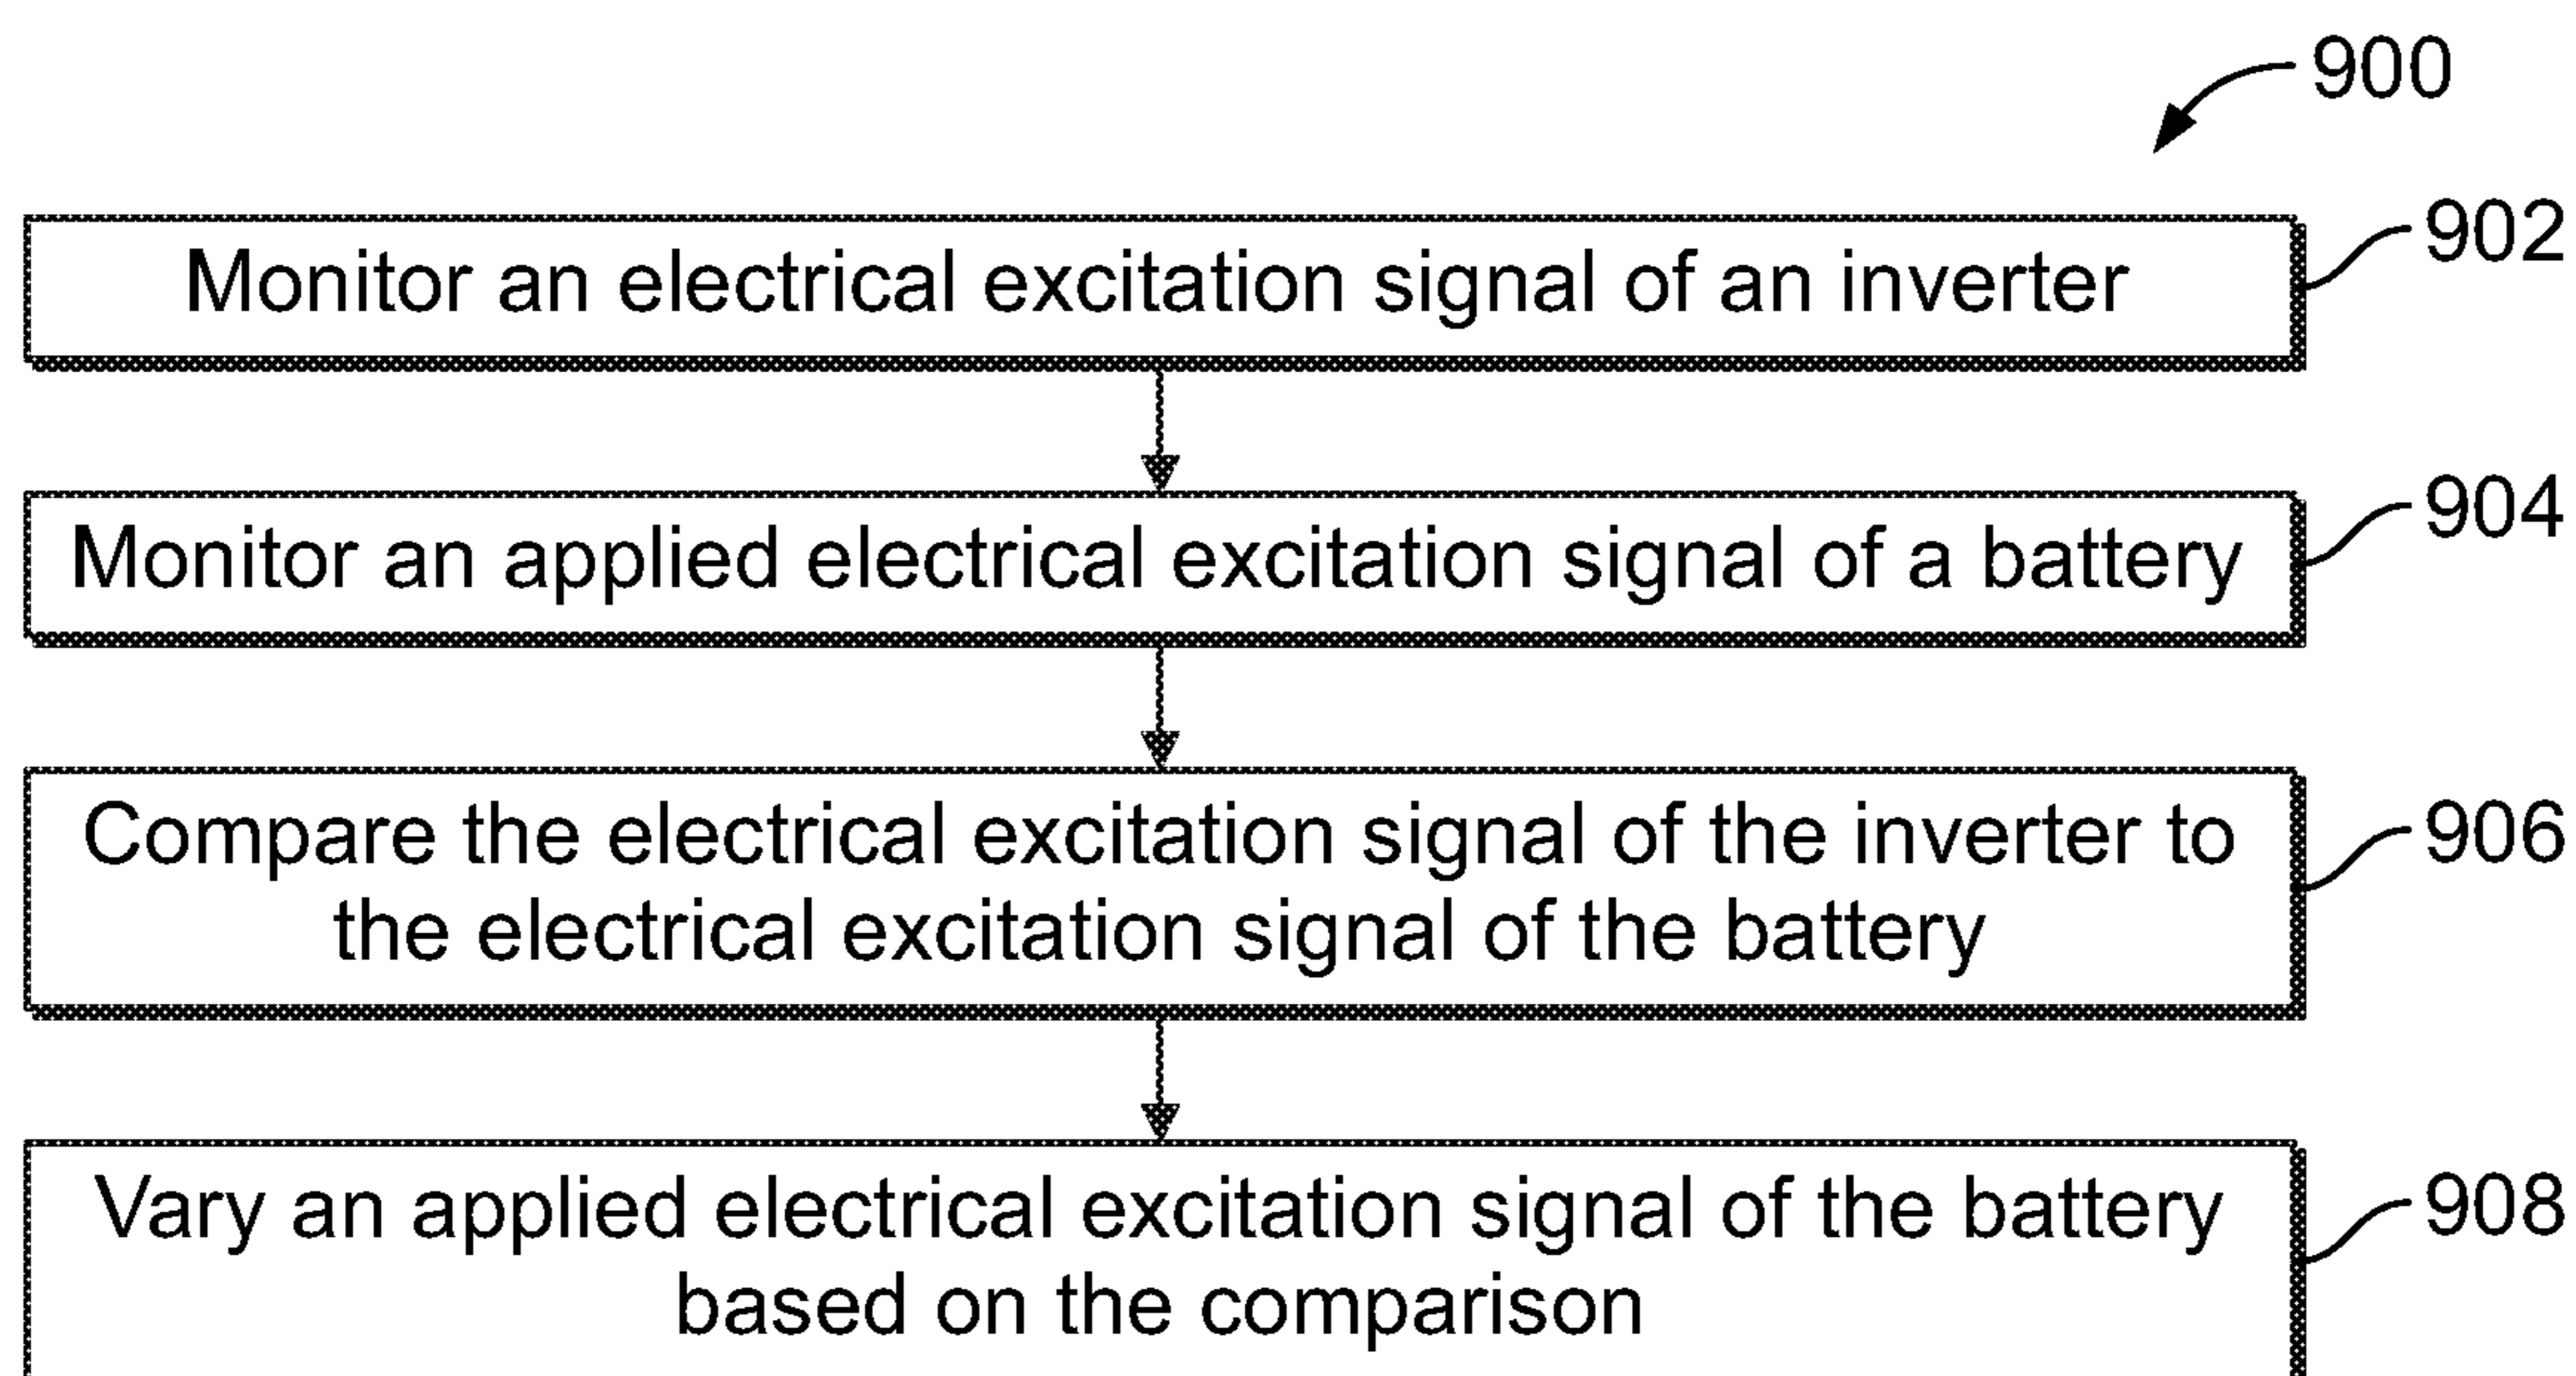 900
Monitor an electrical excitation signal of an inverter
902
Monitor an applied electrical excitation signal of a battery
904
Compare the electrical excitation signal of the inverter to
the electrical excitation signal of the battery
906
Vary an applied electrical excitation signal of the battery
based on the comparison
908